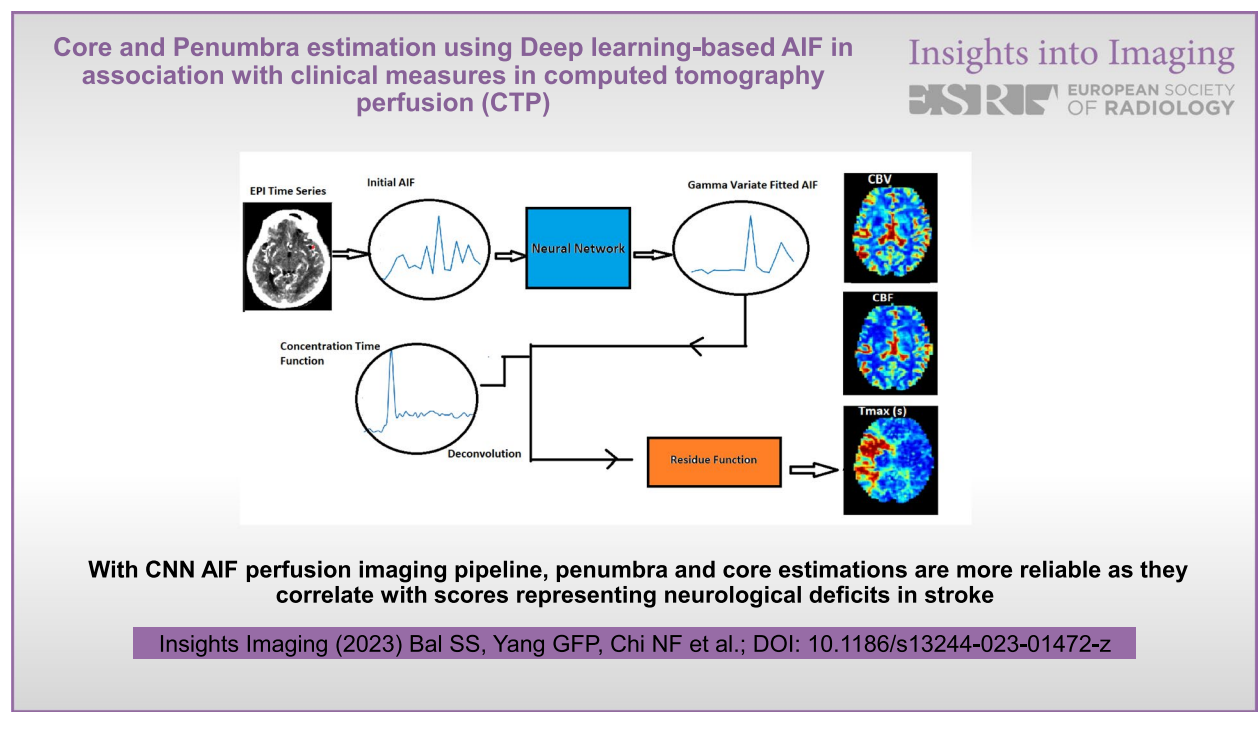 Core and Penumbra estimation using Deep learning-based AIF in
association with clinical measures in computed tomography
perfusion (CTP)
Insights into Imaging
ESR EUROPEAN SOCIETY
OF RADIOLOGY
EPI Time Series
Initial AIF
Neural Network
Gamma Variate Fitted AIF
CBV
CBF
Concentration Time
Function
Deconvolution
Residue Function
Tmax (s)
With CNN AIF perfusion imaging pipeline, penumbra and core estimations are more reliable as they
correlate with scores representing neurological deficits in stroke
Insights Imaging (2023) Bal SS, Yang GFP, Chi NF et al.; DOI: 10.1186/s13244-023-01472-z